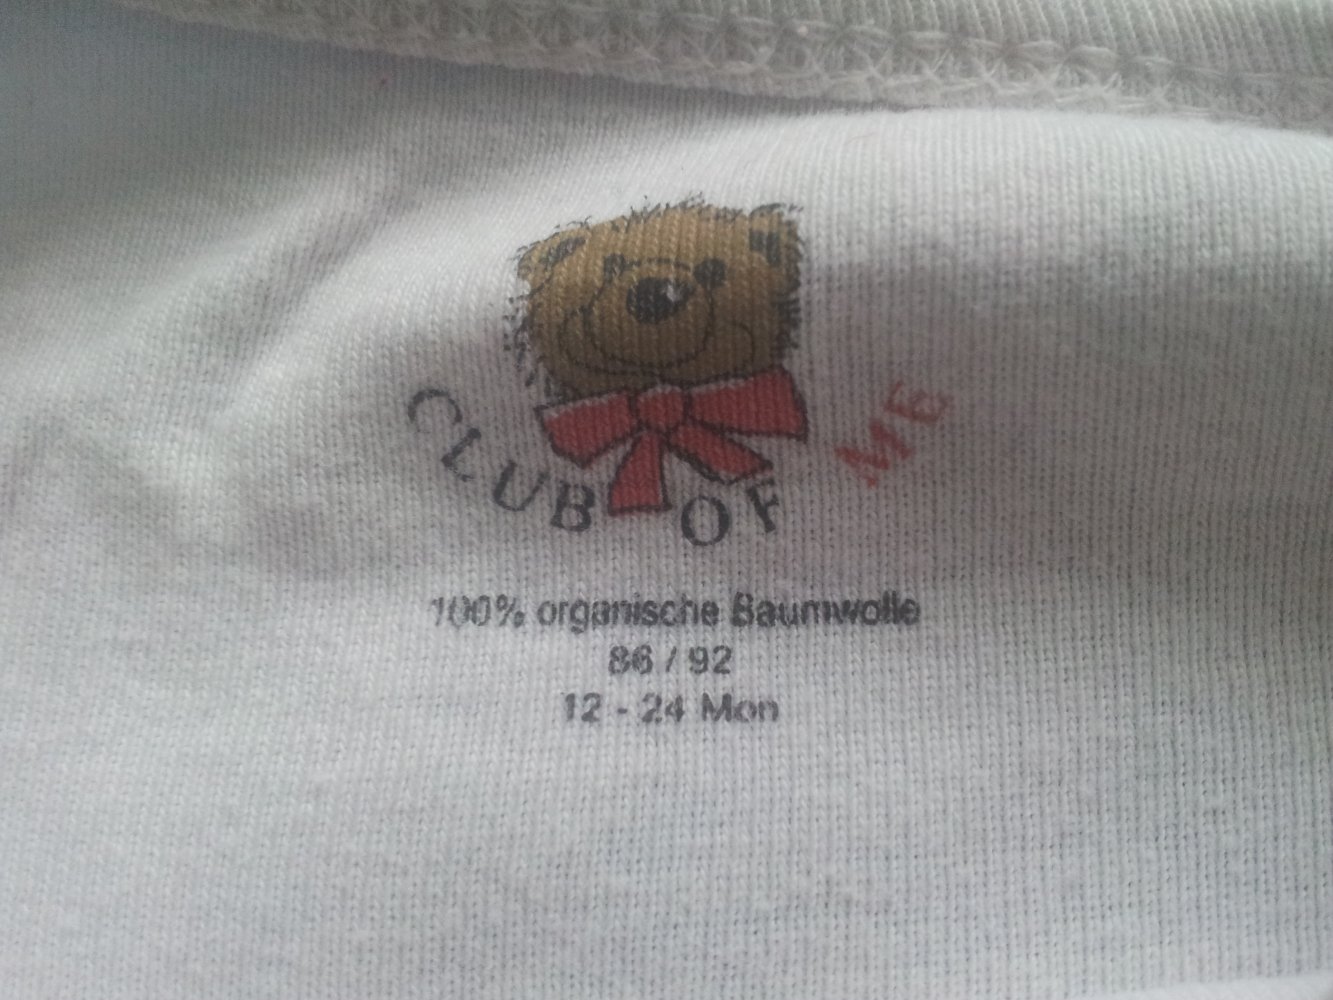 CLUB OF ME
100% organische Baumwolle
86 / 92
12 - 24 Mon